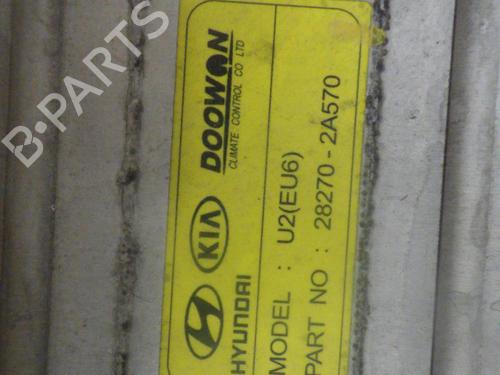 B-PARTS
HYUNDAI
KIA
DOOWON
CLIMATE CONTROL CO LTD
MODEL : U2(EU6)
PART NO : 28270-2A570